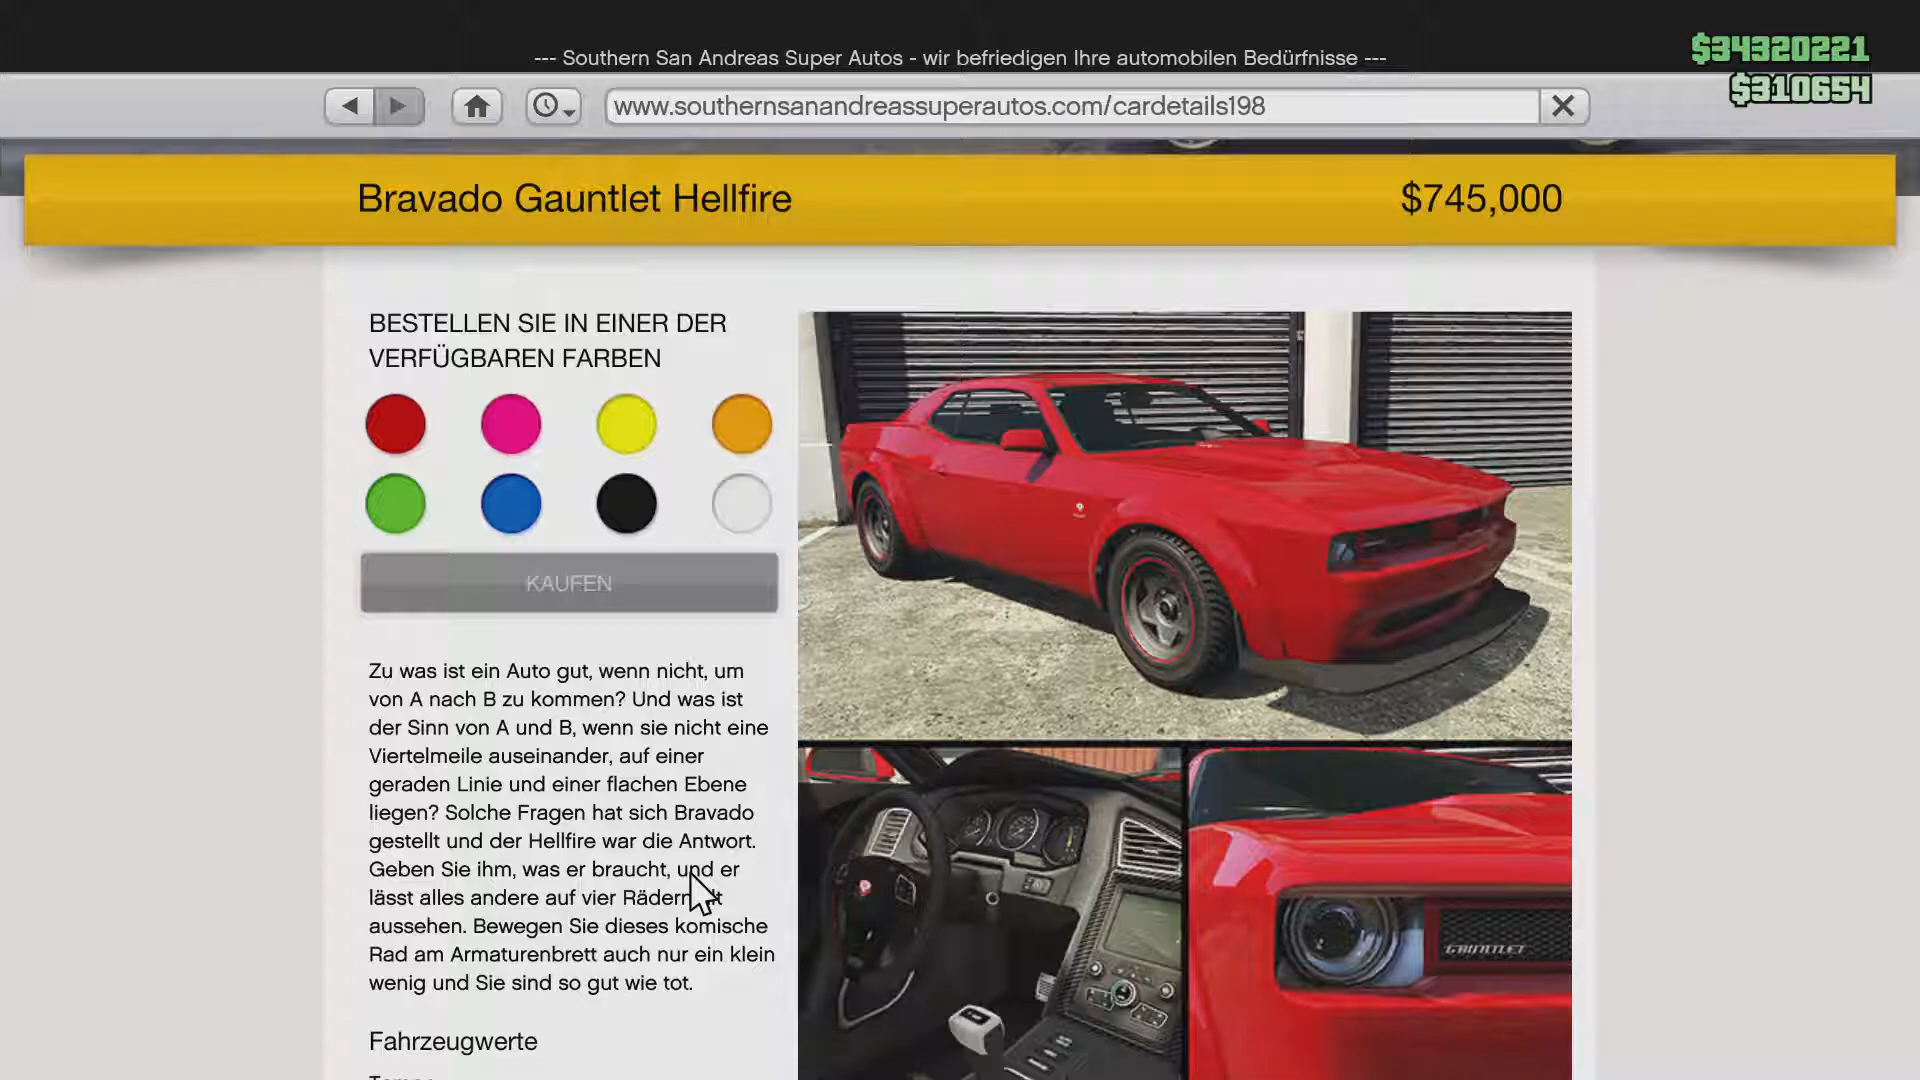 --- Southern San Andreas Super Autos - wir befriedigen Ihre automobilen Bedürfnisse ---
$34320221
$310654
www.southernsanandreassuperautos.com/cardetails198
Bravado Gauntlet Hellfire
$745,000
BESTELLEN SIE IN EINER DER
VERFÜGBAREN FARBEN
KAUFEN
Zu was ist ein Auto gut, wenn nicht, um
von A nach B zu kommen? Und was ist
der Sinn von A und B, wenn sie nicht eine
Viertelmeile auseinander, auf einer
geraden Linie und einer flachen Ebene
liegen? Solche Fragen hat sich Bravado
gestellt und der Hellfire war die Antwort.
Geben Sie ihm, was er braucht, und er
lässt alles andere auf vier Rädern
aussehen. Bewegen Sie dieses komische
Rad am Armaturenbrett auch nur ein klein
wenig und Sie sind so gut wie tot.
GAUNTLET
Fahrzeugwerte